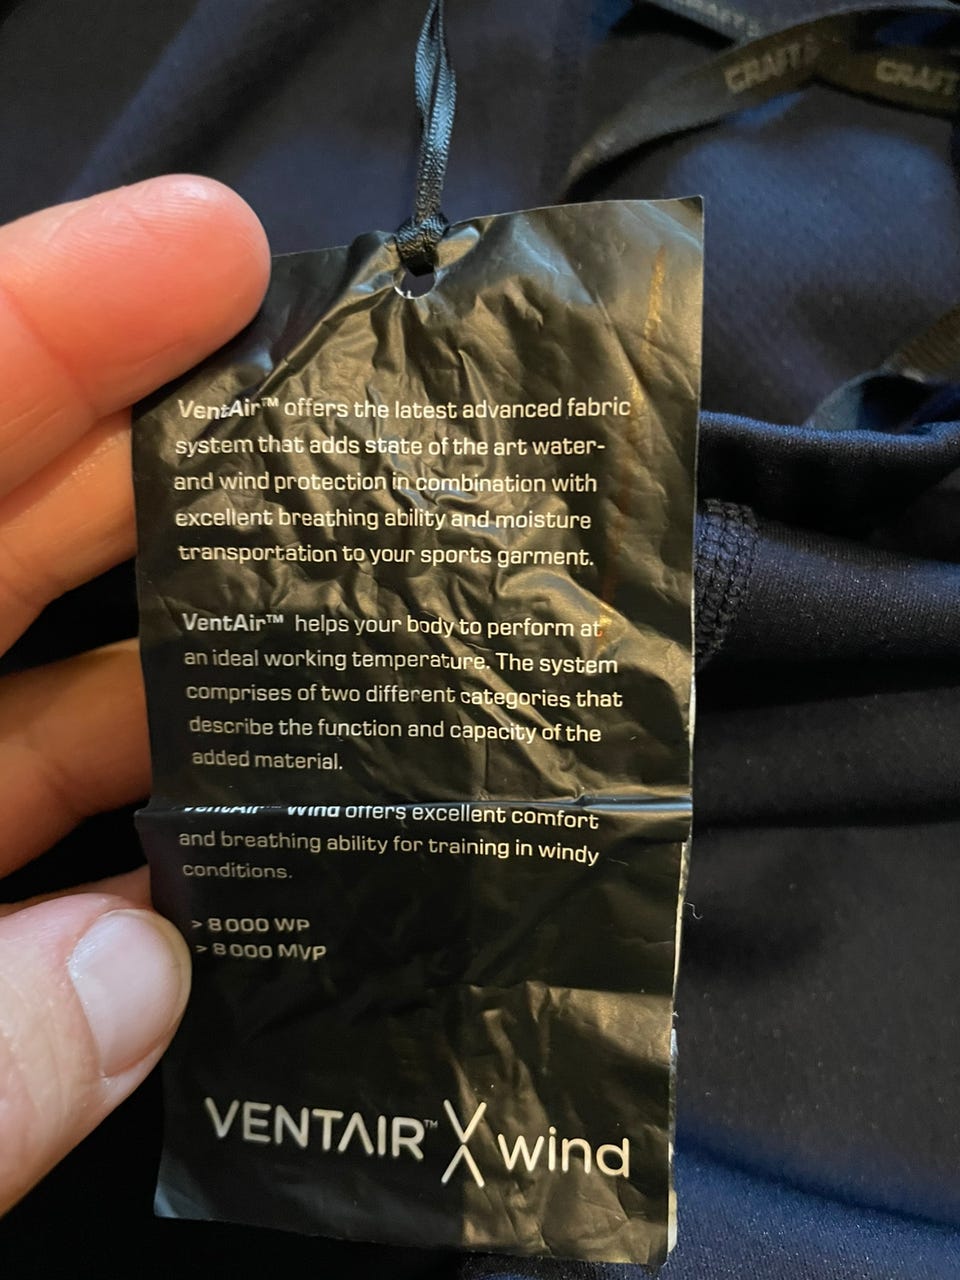 CRAFT
CRAFT
CRAFT
VentAir™ offers the latest advanced fabric
system that adds state of the art water-
and wind protection in combination with
excellent breathing ability and moisture
transportation to your sports garment.
VentAir™ helps your body to perform at
an ideal working temperature. The system
comprises of two different categories that
describe the function and capacity of the
added material.
VentAir™ Wind offers excellent comfort
and breathing ability for training in windy
conditions.
> 8 000 WP
> 8 000 MVP
VENTAIR™ X wind